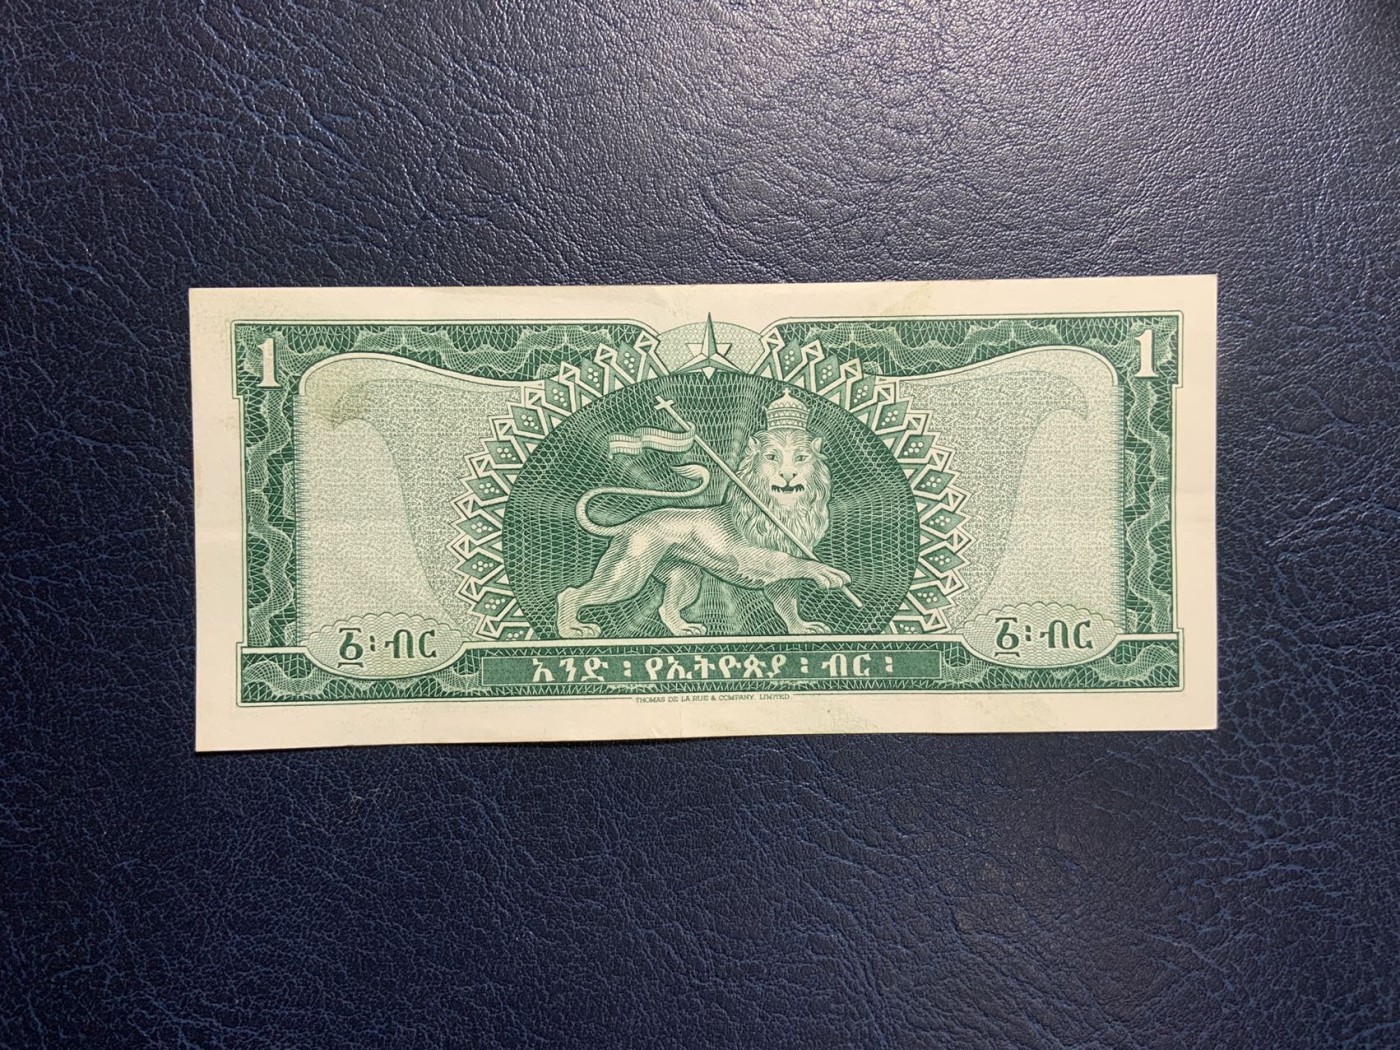 1 1
፩፡ብር ፩፡ብር
አንድ ፡ የኢትዮጵያ ፡ ብር ፡
THOMAS DE LA RUE & COMPANY, LIMITED.